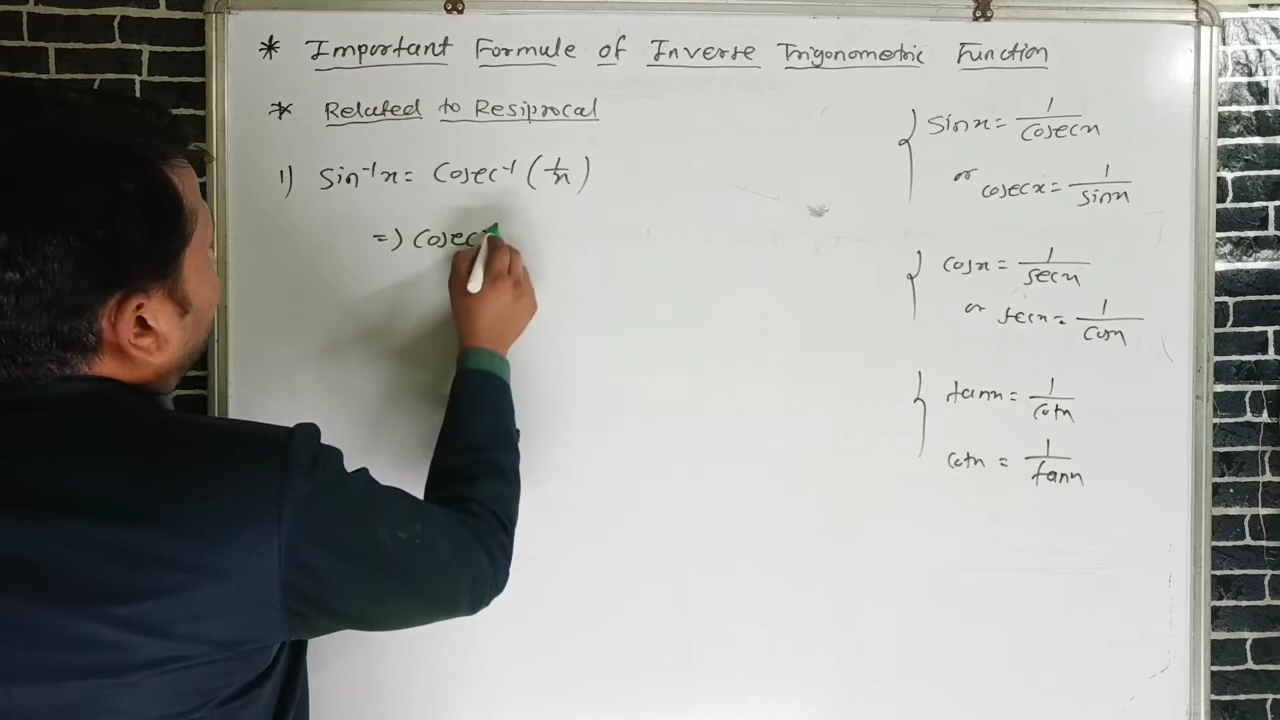 * Important Formule of Inverse Trigonometric Function
* Related to Resiprocal
1) Sin⁻¹x = Cosec⁻¹ (1/x)
=) Cosec⁻
Sinx = 1/Cosecx
or cosecx = 1/sinx
Cosx = 1/secx
or secx = 1/cosx
tanx = 1/cotx
Cotx = 1/tanx